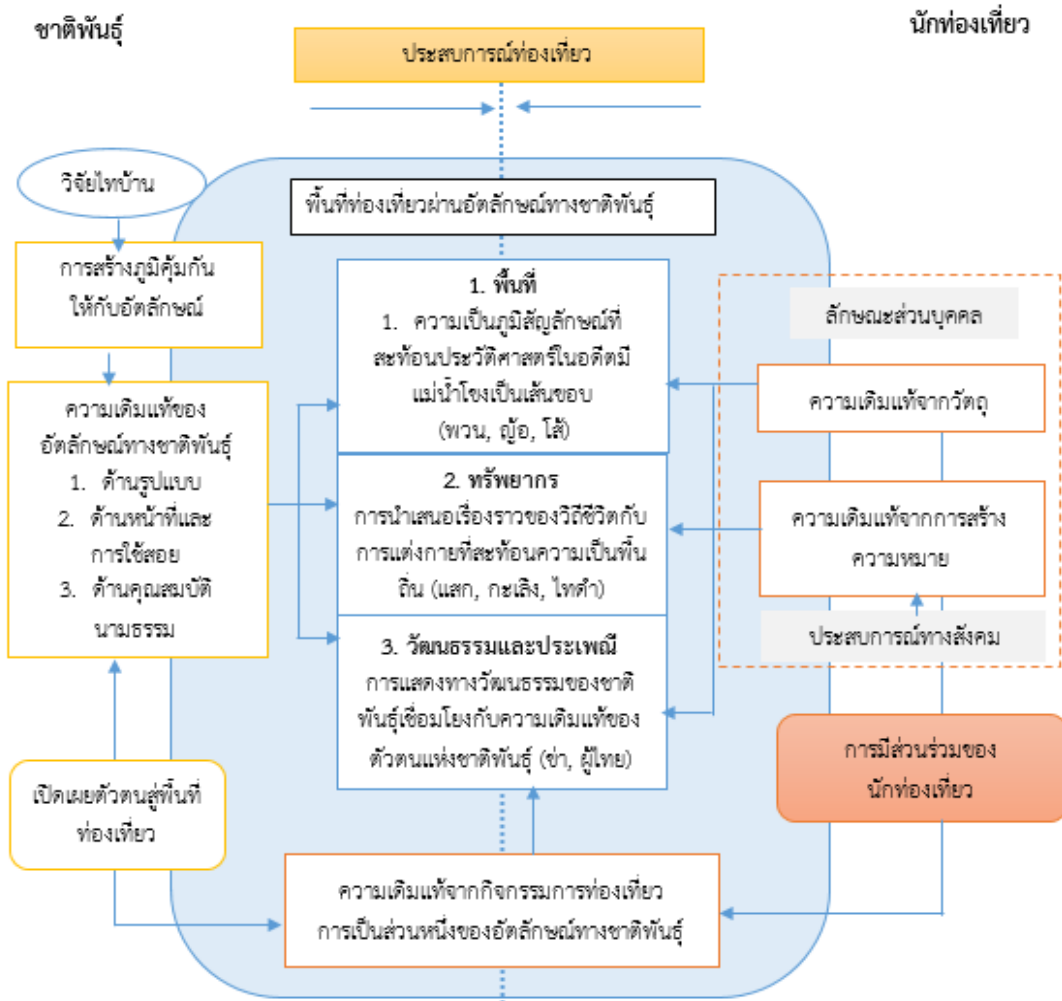 ชาติพันธุ์
นักท่องเที่ยว
ประสบการณ์ท่องเที่ยว
วิจัยไทบ้าน
พื้นที่ท่องเที่ยวผ่านอัตลักษณ์ทางชาติพันธุ์
การสร้างภูมิคุ้มกัน
ให้กับอัตลักษณ์
ความเดิมแท้ของ
อัตลักษณ์ทางชาติพันธุ์
1. ด้านรูปแบบ
2. ด้านหน้าที่และ
การใช้สอย
3. ด้านคุณสมบัติ
นามธรรม
เปิดเผยตัวตนสู่พื้นที่
ท่องเที่ยว
1. พื้นที่
1. ความเป็นภูมิสัญลักษณ์ที่
สะท้อนประวัติศาสตร์ในอดีตมี
แม่น้ำโขงเป็นเส้นขอบ
(พวน, ญ้อ, โส้)
2. ทรัพยากร
การนำเสนอเรื่องราวของวิถีชีวิตกับ
การแต่งกายที่สะท้อนความเป็นพื้น
ถิ่น (แสก, กะเลิง, ไทดำ)
3. วัฒนธรรมและประเพณี
การแสดงทางวัฒนธรรมของชาติ
พันธุ์เชื่อมโยงกับความเดิมแท้ของ
ตัวตนแห่งชาติพันธุ์ (ข่า, ผู้ไทย)
ลักษณะส่วนบุคคล
ความเดิมแท้จากวัตถุ
ความเดิมแท้จากการสร้าง
ความหมาย
ประสบการณ์ทางสังคม
การมีส่วนร่วมของ
นักท่องเที่ยว
ความเดิมแท้จากกิจกรรมการท่องเที่ยว
การเป็นส่วนหนึ่งของอัตลักษณ์ทางชาติพันธุ์